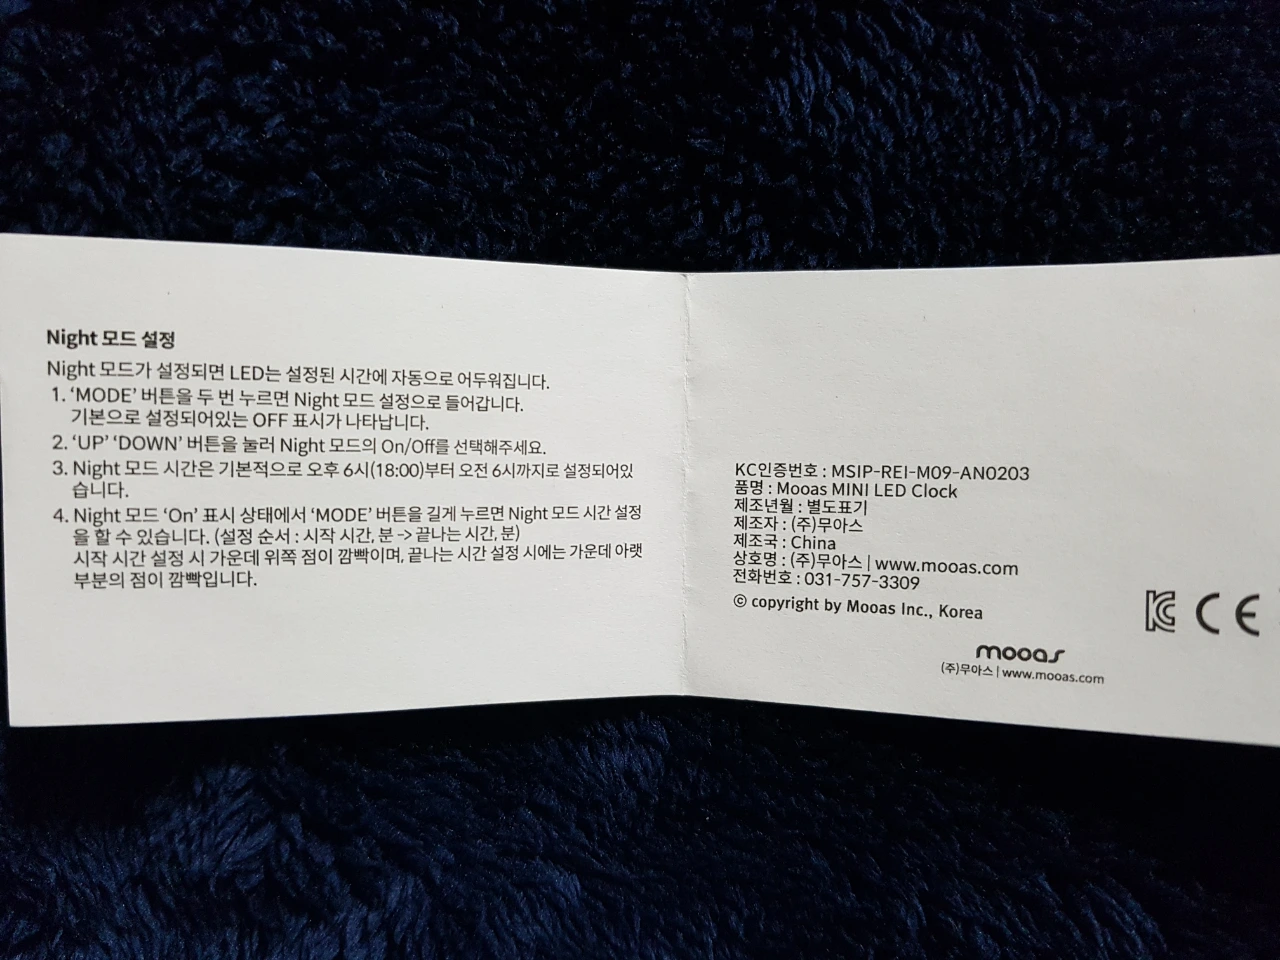 Night 모드 설정
Night 모드가 설정되면 LED는 설정된 시간에 자동으로 어두워집니다.
1. ‘MODE’ 버튼을 두 번 누르면 Night 모드 설정으로 들어갑니다.
기본으로 설정되어있는 OFF 표시가 나타납니다.
2. ‘UP’ ‘DOWN’ 버튼을 눌러 Night 모드의 On/Off를 선택해주세요.
3. Night 모드 시간은 기본적으로 오후 6시(18:00)부터 오전 6시까지로 설정되어있
습니다.
4. Night 모드 ‘On’ 표시 상태에서 ‘MODE’ 버튼을 길게 누르면 Night 모드 시간 설정
을 할 수 있습니다. (설정 순서 : 시작 시간, 분 -> 끝나는 시간, 분)
시작 시간 설정 시 가운데 위쪽 점이 깜빡이며, 끝나는 시간 설정 시에는 가운데 아랫
부분의 점이 깜빡입니다.
KC인증번호 : MSIP-REI-M09-AN0203
품명 : Mooas MINI LED Clock
제조년월 : 별도표기
제조자 : (주)무아스
제조국 : China
상호명 : (주)무아스 | www.mooas.com
전화번호 : 031-757-3309
© copyright by Mooas Inc., Korea
KC CE
mooas
(주)무아스 | www.mooas.com